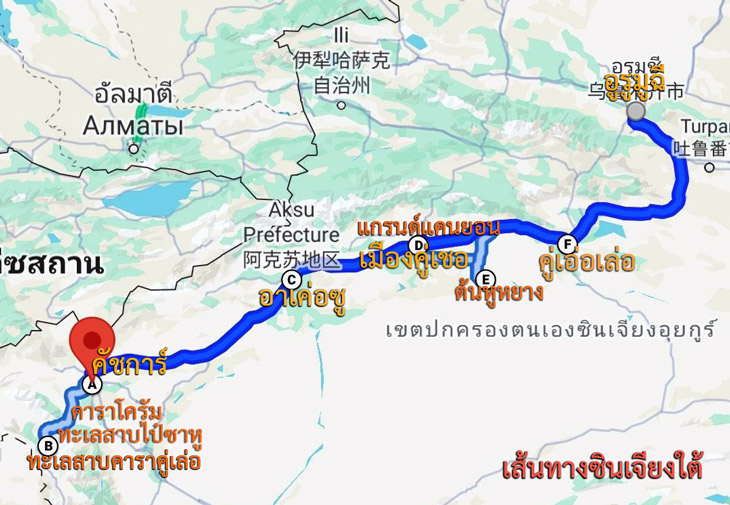 Ili
伊犁哈萨克
自治州
อุรุมชี
อูรูมูฉี
乌
木齐市
อัลมาตี
Алматы
Turpan
吐鲁番
Aksu
Prefecture
阿克苏地区
แกรนด์แคนยอน
D
F
เมืองคู่เชอ
คู่เอ๋อเล่อ
C
E
อาเค่อซู
ต้นหูหยาง
ีซสถาน
เขตปกครองตนเองซินเจียงอุยกูร์
คัชการ์
A
คาราโครัม
ทะเลสาบไป๋ซาหู
B
ทะเลสาบคาราคู่เล่อ
เส้นทางซินเจียงใต้